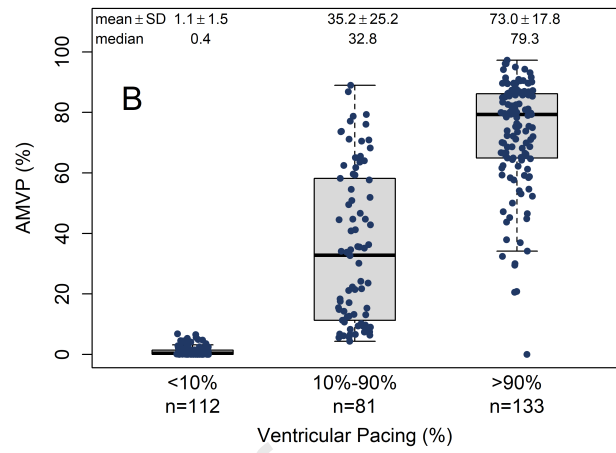 mean ± SD 1.1 ± 1.5 35.2 ± 25.2 73.0 ± 17.8
median 0.4 32.8 79.3
B
AMVP (%)
100
80
60
40
20
0
<10% 10%-90% >90%
n=112 n=81 n=133
Ventricular Pacing (%)